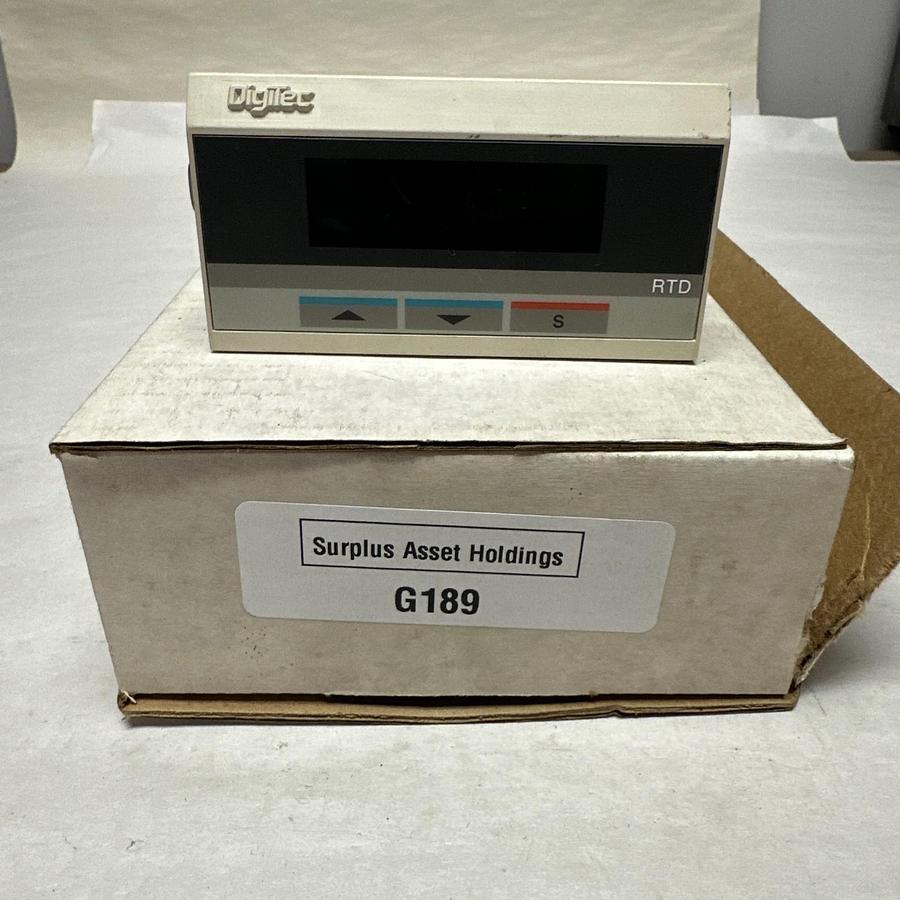 DigiTec
RTD
S
Surplus Asset Holdings
G189